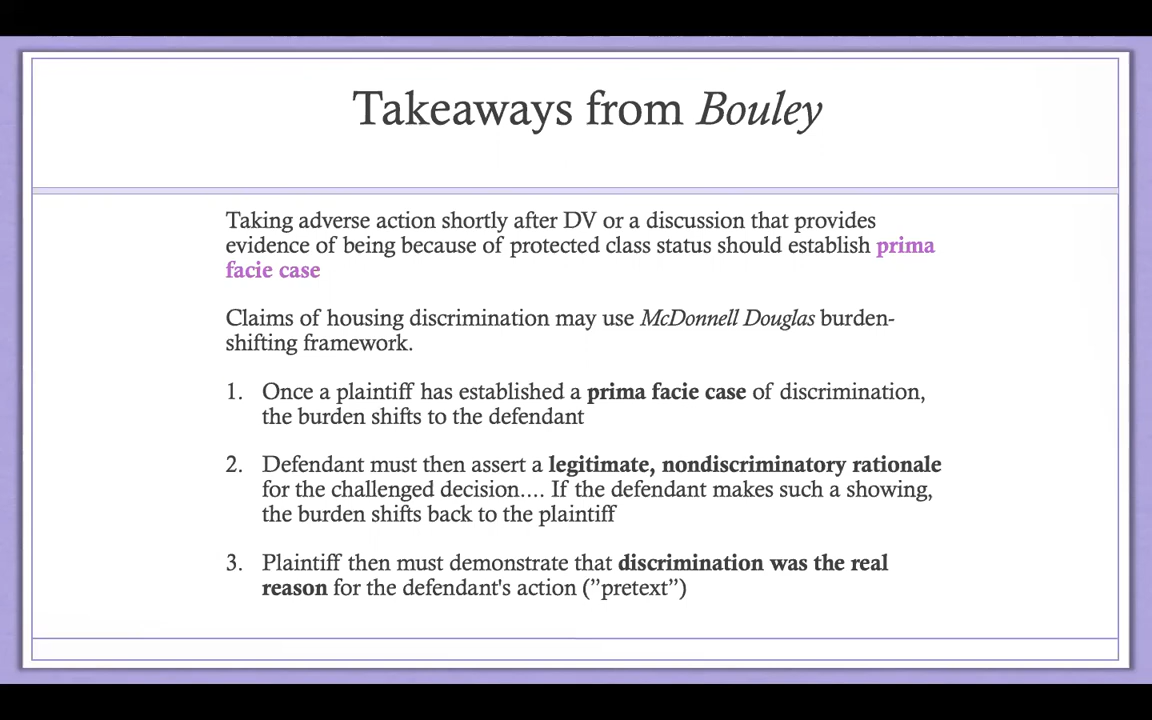 Takeaways from Bouley
Taking adverse action shortly after DV or a discussion that provides
evidence of being because of protected class status should establish prima
facie case
Claims of housing discrimination may use McDonnell Douglas burden-
shifting framework.
1. Once a plaintiff has established a prima facie case of discrimination,
the burden shifts to the defendant
2. Defendant must then assert a legitimate, nondiscriminatory rationale
for the challenged decision.... If the defendant makes such a showing,
the burden shifts back to the plaintiff
3. Plaintiff then must demonstrate that discrimination was the real
reason for the defendant's action (”pretext”)